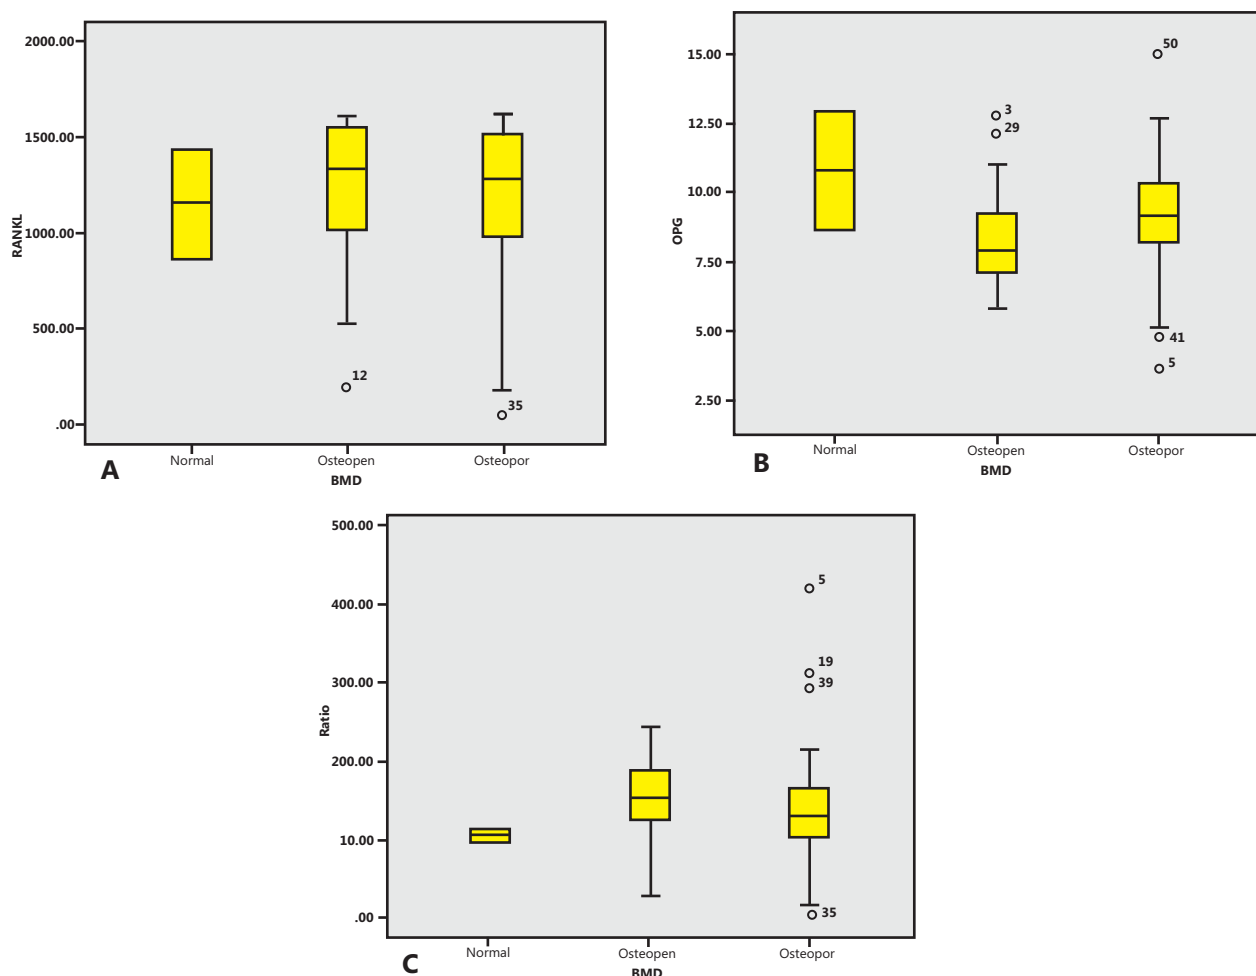 2000.00
1500.00
1000.00
500.00
.00
RANKL
12
35
Normal Osteopen Osteopor
BMD
A
15.00
12.50
10.00
7.50
5.00
2.50
OPG
50
3
29
41
5
Normal Osteopen Osteopor
BMD
B
500.00
400.00
300.00
200.00
10.00
.00
Ratio
5
19
39
35
Normal Osteopen Osteopor
BMD
C